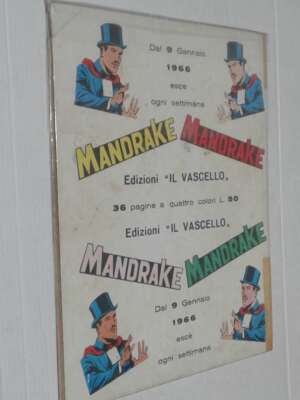 Dal 9 Gennaio
1966
esce
ogni settimana
MANDRAKE MANDRAKE
Edizioni "IL VASCELLO„
36 pagine a quattro colori L. 50
Edizioni "IL VASCELLO„
MANDRAKE MANDRAKE
Dal 9 Gennaio
1966
esce
ogni settimana